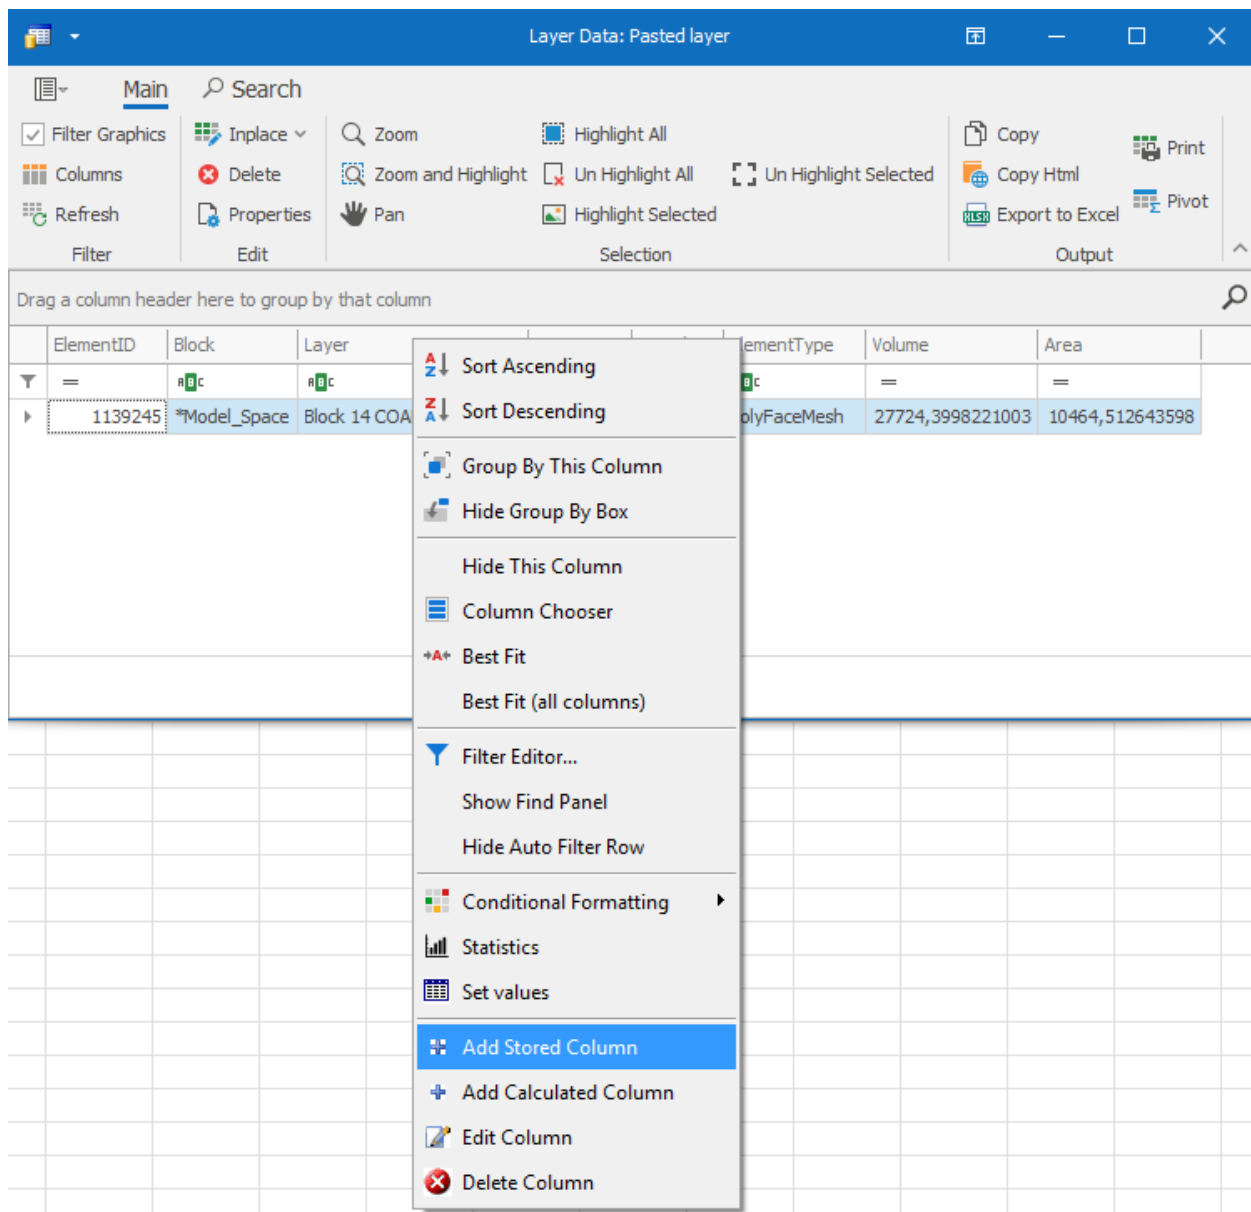 Layer Data: Pasted layer
Main Search
Filter Graphics Inplace Zoom Highlight All Copy Print
Columns Delete Zoom and Highlight Un Highlight All Un Highlight Selected Copy Html
Refresh Properties Pan Highlight Selected Export to Excel Pivot
Filter Edit Selection Output
Drag a column header here to group by that column
ElementID Block Layer lementType Volume Area
= ABC ABC BC = =
1139245 *Model_Space Block 14 COA olyFaceMesh 27724,3998221003 10464,512643598
Sort Ascending
Sort Descending
Group By This Column
Hide Group By Box
Hide This Column
Column Chooser
Best Fit
Best Fit (all columns)
Filter Editor...
Show Find Panel
Hide Auto Filter Row
Conditional Formatting
Statistics
Set values
Add Stored Column
Add Calculated Column
Edit Column
Delete Column